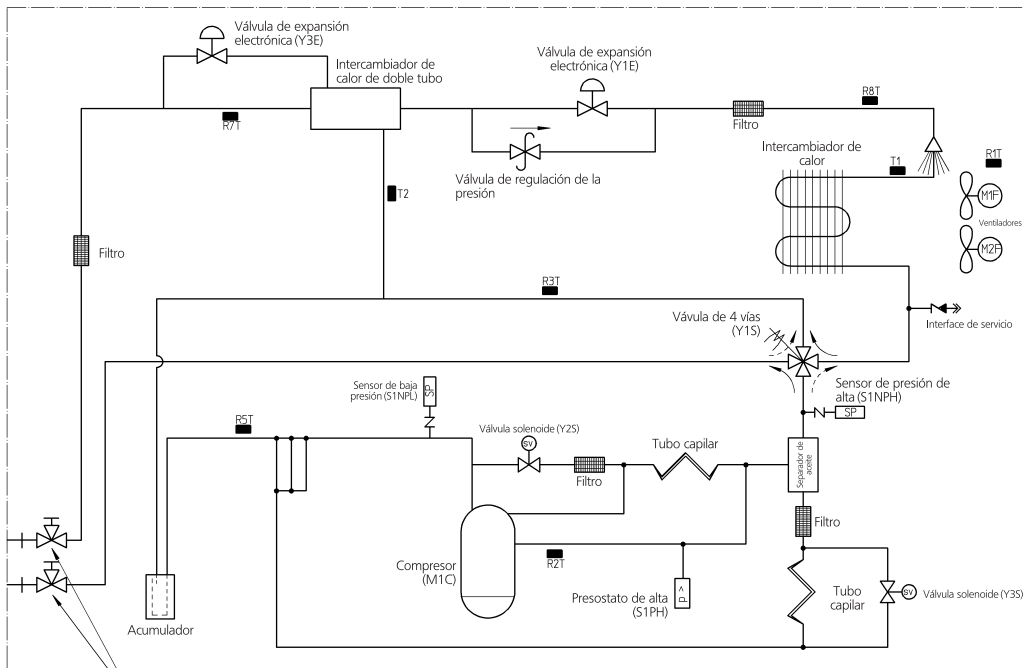 Válvula de expansión
electrónica (Y3E)
Intercambiador de
calor de doble tubo
Válvula de expansión
electrónica (Y1E)
R7T
R8T
Filtro
Intercambiador de
calor
T1
R1T
Válvula de regulación de la
presión
T2
M1F
Ventiladores
M2F
Filtro
R3T
Vávula de 4 vías
(Y1S)
Interface de servicio
Sensor de baja
presión (S1NPL)
SP
Sensor de presión de
alta (S1NPH)
SP
R5T
Válvula solenoide (Y2S)
SV
Tubo capilar
Filtro
Separador de
aceite
Filtro
Compresor
(M1C)
R2T
Presostato de alta
(S1PH)
P >
Tubo
capilar
SV
Válvula solenoide (Y3S)
Acumulador